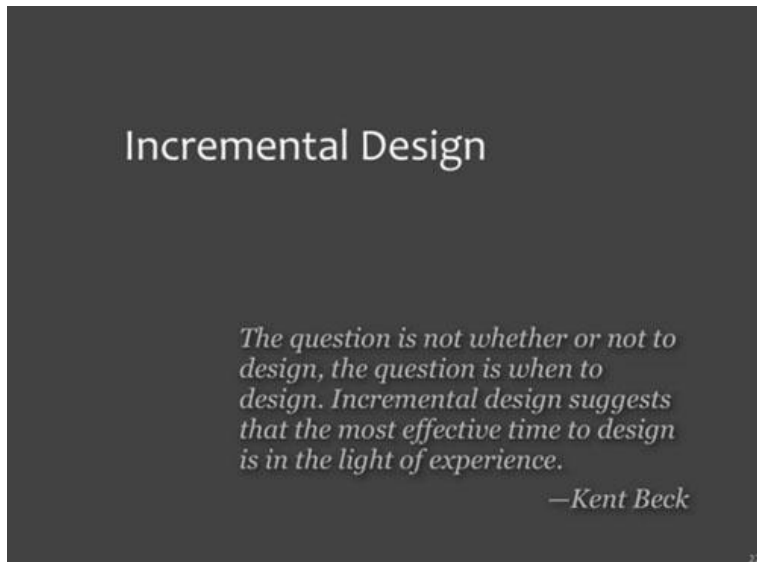 Incremental Design
The question is not whether or not to
design, the question is when to
design. Incremental design suggests
that the most effective time to design
is in the light of experience.
—Kent Beck